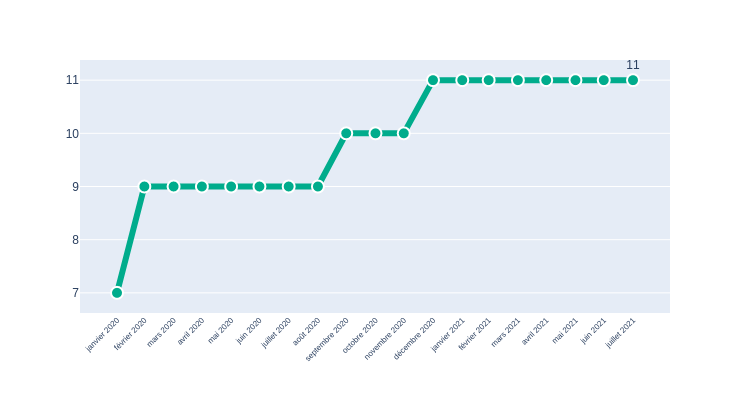 11
11
10
9
8
7
janvier 2020
février 2020
mars 2020
avril 2020
mai 2020
juin 2020
juillet 2020
août 2020
septembre 2020
octobre 2020
novembre 2020
décembre 2020
janvier 2021
février 2021
mars 2021
avril 2021
mai 2021
juin 2021
juillet 2021